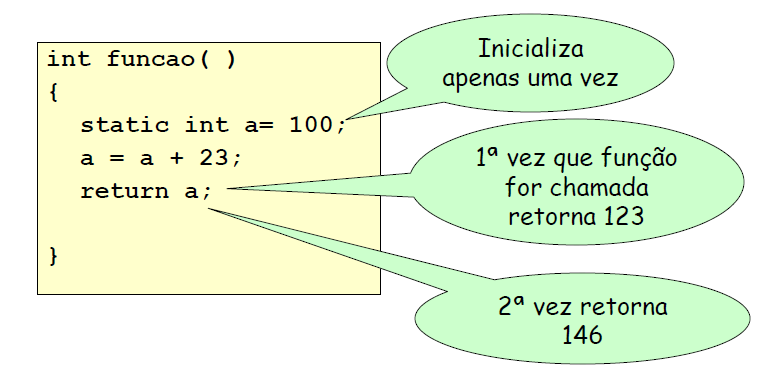 int funcao( )
{
static int a= 100;
a = a + 23;
return a;
}
Inicializa
apenas uma vez
1ª vez que função
for chamada
retorna 123
2ª vez retorna
146